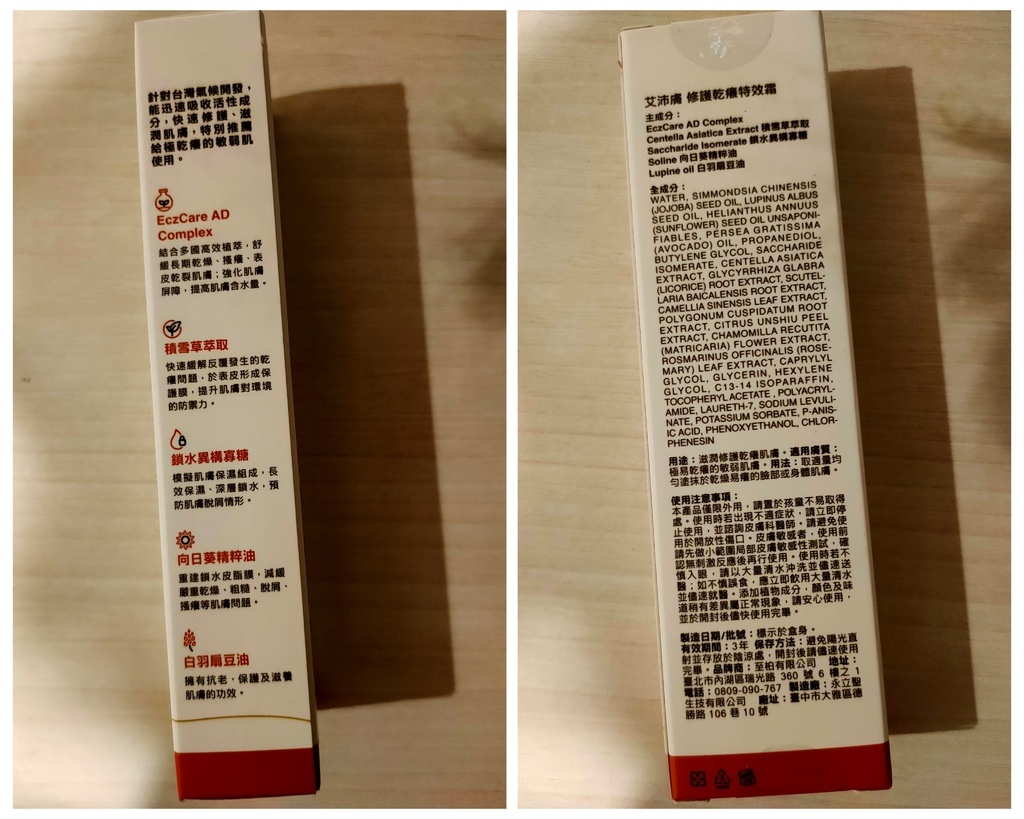 針對台灣氣候開發，
能迅速吸收活性成
分，快速修護、滋
潤肌膚，特別推薦
給極乾癢的敏弱肌
使用。
EczCare AD
Complex
結合多國高效植萃，舒
緩長期乾燥、搔癢、表
皮乾裂肌膚；強化肌膚
屏障，提高肌膚含水量。
積雪草萃取
快速緩解反覆發生的乾
癢問題，於表皮形成保
護膜，提升肌膚對環境
的防禦力。
鎖水異構寡糖
模擬肌膚保濕組成，長
效保濕、深層鎖水，預
防肌膚脫屑情形。
向日葵精粹油
重建鎖水皮脂膜，減緩
嚴重乾燥、粗糙、脫屑、
搔癢等肌膚問題。
白羽扇豆油
擁有抗老、保護及滋養
肌膚的功效。
艾沛膚 修護乾癢特效霜
主成分：
EczCare AD Complex
Centella Asiatica Extract 積雪草萃取
Saccharide Isomerate 鎖水異構寡糖
Soline 向日葵精粹油
Lupine oil 白羽扇豆油
全成分：
WATER, SIMMONDSIA CHINENSIS
(JOJOBA) SEED OIL, LUPINUS ALBUS
SEED OIL, HELIANTHUS ANNUUS
(SUNFLOWER) SEED OIL UNSAPONI-
FIABLES, PERSEA GRATISSIMA
(AVOCADO) OIL, PROPANEDIOL,
BUTYLENE GLYCOL, SACCHARIDE
ISOMERATE, CENTELLA ASIATICA
EXTRACT, GLYCYRRHIZA GLABRA
(LICORICE) ROOT EXTRACT, SCUTEL-
LARIA BAICALENSIS ROOT EXTRACT,
CAMELLIA SINENSIS LEAF EXTRACT,
POLYGONUM CUSPIDATUM ROOT
EXTRACT, CITRUS UNSHIU PEEL
EXTRACT, CHAMOMILLA RECUTITA
(MATRICARIA) FLOWER EXTRACT,
ROSMARINUS OFFICINALIS (ROSE-
MARY) LEAF EXTRACT, CAPRYLYL
GLYCOL, GLYCERIN, HEXYLENE
GLYCOL, C13-14 ISOPARAFFIN,
TOCOPHERYL ACETATE , POLYACRYL-
AMIDE, LAURETH-7, SODIUM LEVULI-
NATE, POTASSIUM SORBATE, P-ANIS-
IC ACID, PHENOXYETHANOL, CHLOR-
PHENESIN
用途：滋潤修護乾癢肌膚。適用膚質：
極易乾癢的敏弱肌膚。用法：取適量均
勻塗抹於乾燥易癢的臉部或身體肌膚。
使用注意事項：
本產品僅限外用，請置於孩童不易取得
處。使用時若出現不適症狀，請立即停
止使用，並諮詢皮膚科醫師。請避免使
用於開放性傷口。皮膚敏感者，使用前
請先做小範圍局部皮膚敏感性測試，確
認無刺激反應後再行使用。使用時若不
慎入眼，請以大量清水沖洗並儘速送
醫；如不慎誤食，應立即飲用大量清水
並儘速就醫。添加植物成分，顏色及味
道稍有差異屬正常現象，請安心使用，
並於開封後儘快使用完畢。
製造日期/批號：標示於盒身。
有效期間：3年 保存方法：避免陽光直
射並存放於陰涼處，開封後請儘速使用
完畢。品牌商：至柏有限公司 地址：
臺北市內湖區瑞光路 360 號 6 樓之 1
電話：0809-090-767 製造廠：永立聖
生技有限公司 廠址：臺中市大雅區德
勝路 106 巷 10 號